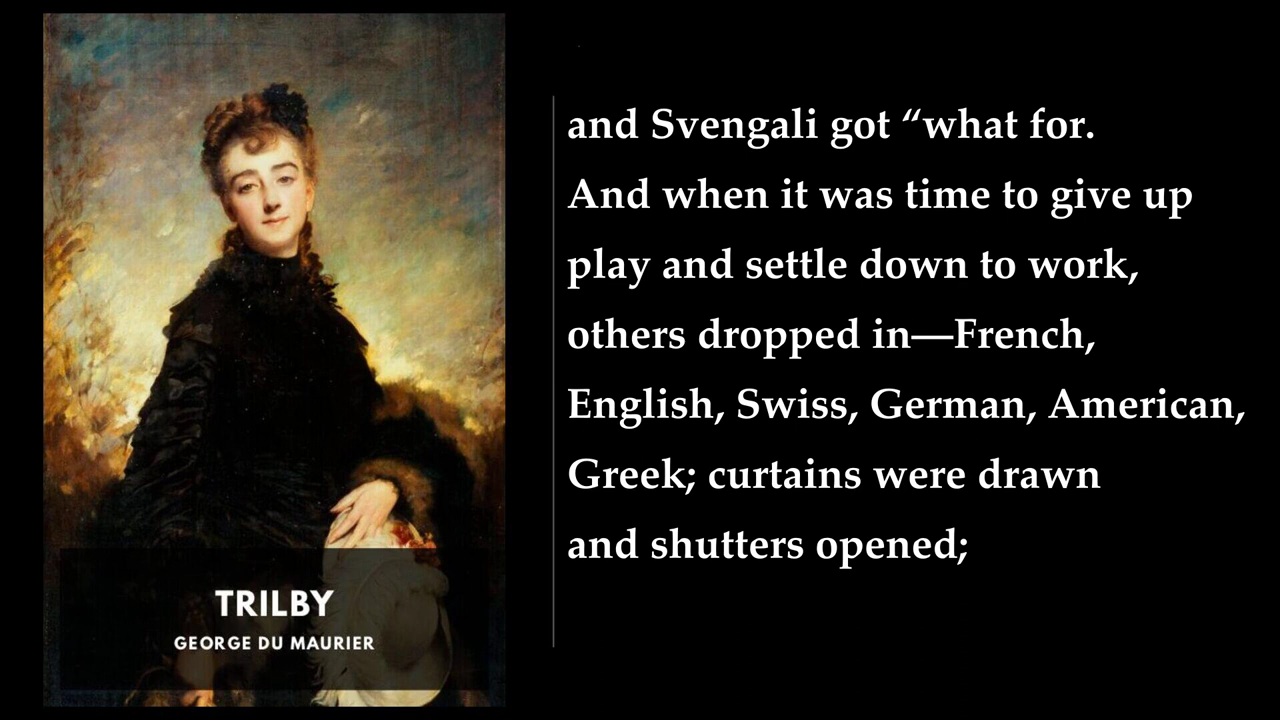 TRILBY
GEORGE DU MAURIER
and Svengali got “what for.
And when it was time to give up
play and settle down to work,
others dropped in—French,
English, Swiss, German, American,
Greek; curtains were drawn
and shutters opened;